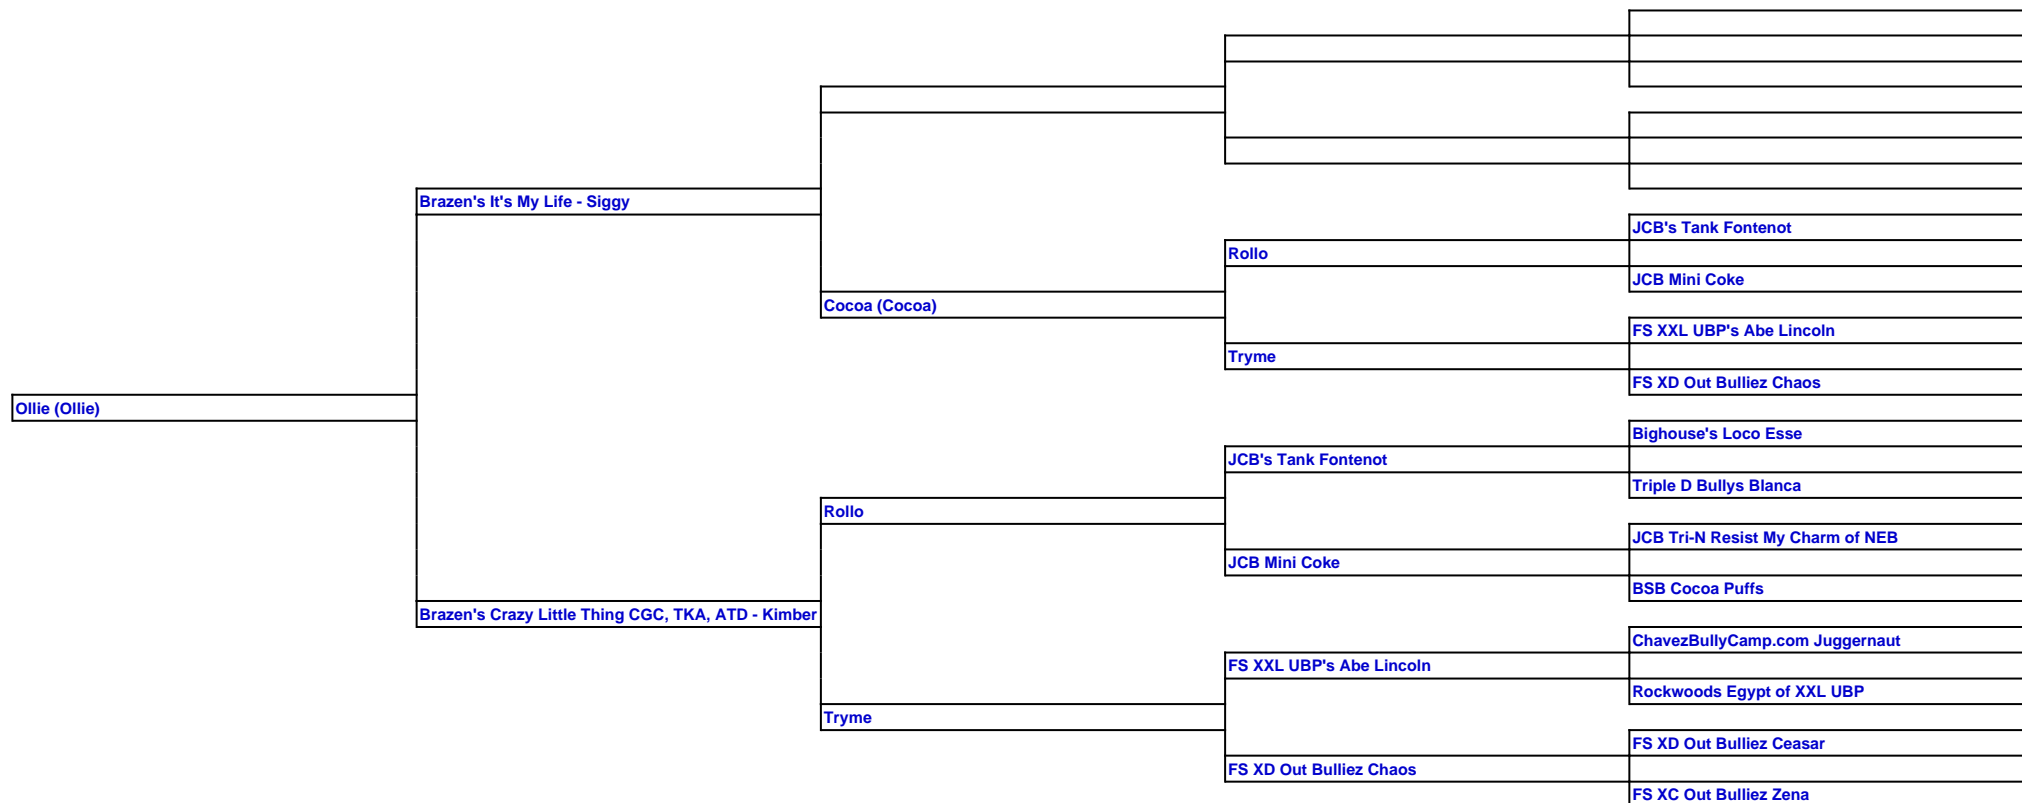 Brazen's It's My Life - Siggy
JCB's Tank Fontenot
Rollo
JCB Mini Coke
Cocoa (Cocoa)
FS XXL UBP's Abe Lincoln
Tryme
FS XD Out Bulliez Chaos
Ollie (Ollie)
Bighouse's Loco Esse
JCB's Tank Fontenot
Triple D Bullys Blanca
Rollo
JCB Tri-N Resist My Charm of NEB
JCB Mini Coke
BSB Cocoa Puffs
Brazen's Crazy Little Thing CGC, TKA, ATD - Kimber
ChavezBullyCamp.com Juggernaut
FS XXL UBP's Abe Lincoln
Rockwoods Egypt of XXL UBP
Tryme
FS XD Out Bulliez Ceasar
FS XD Out Bulliez Chaos
FS XC Out Bulliez Zena